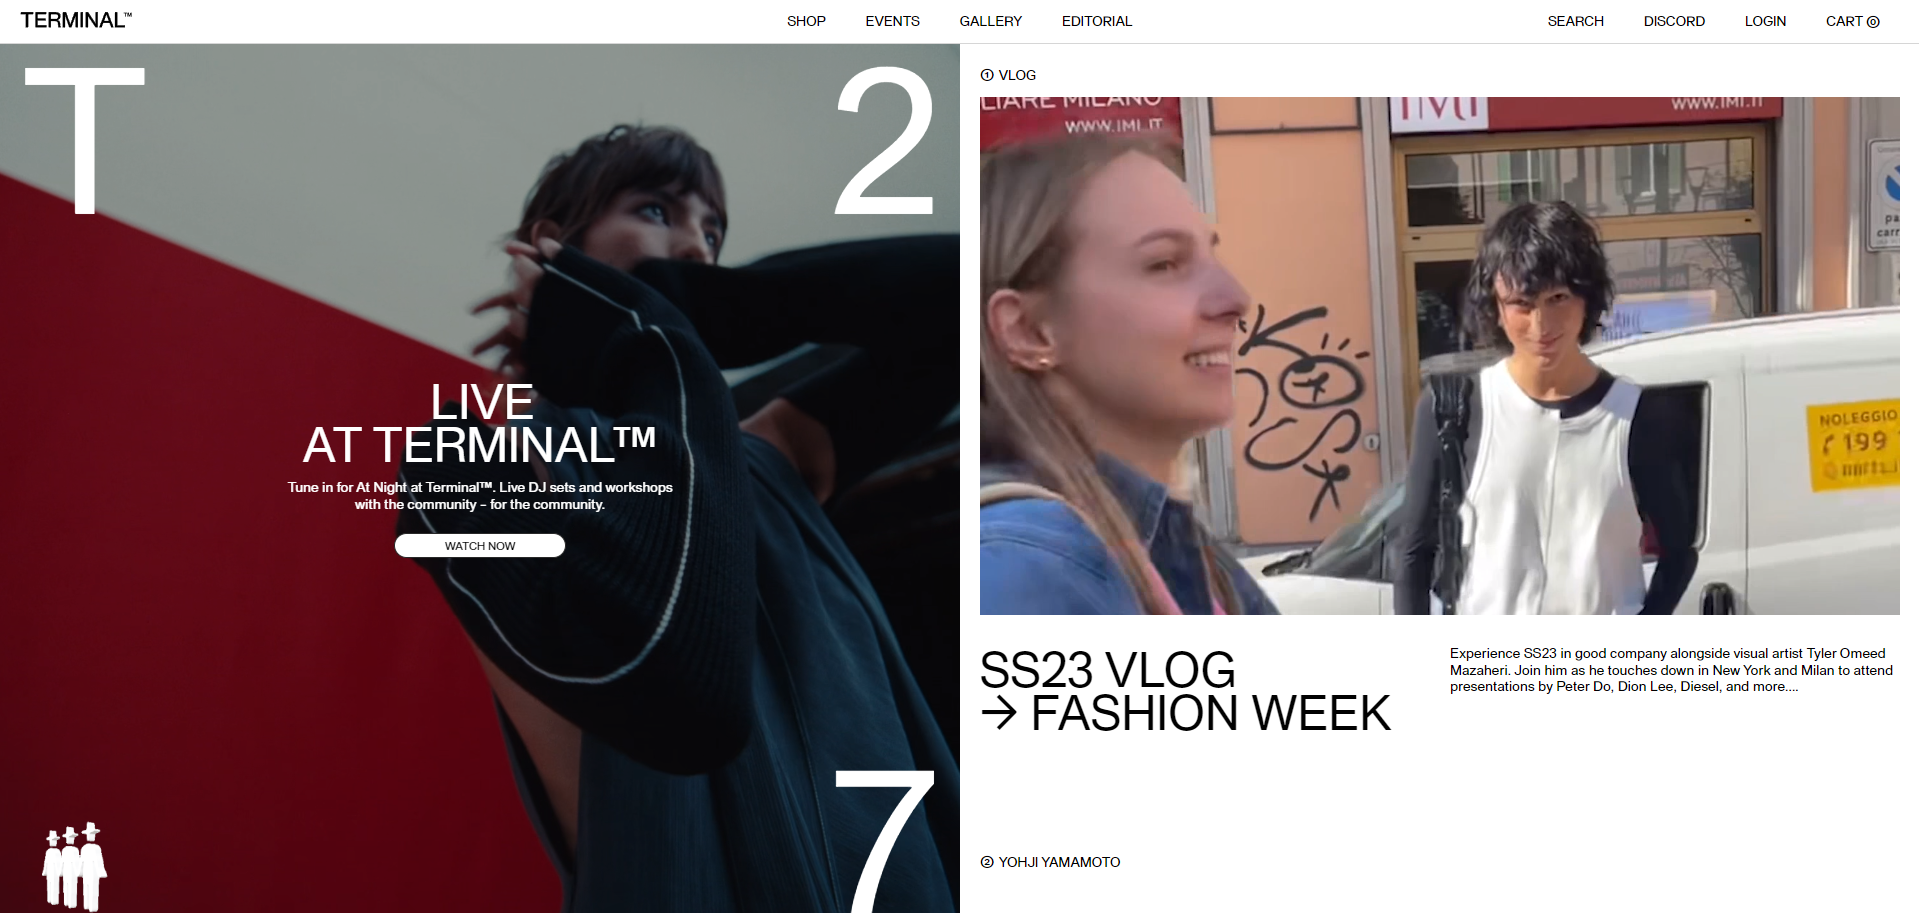 TERMINAL™
SHOP EVENTS GALLERY EDITORIAL
SEARCH DISCORD LOGIN CART ⓪
T 2
LIVE
AT TERMINAL™
Tune in for At Night at Terminal™. Live DJ sets and workshops
with the community – for the community.
WATCH NOW
7
① VLOG
LIARE MILANO
WWW.IMI.IT
IMI
WWW.IMI.IT
NOLEGGIO
199
SS23 VLOG
→ FASHION WEEK
Experience SS23 in good company alongside visual artist Tyler Omeed
Mazaheri. Join him as he touches down in New York and Milan to attend
presentations by Peter Do, Dion Lee, Diesel, and more....
② YOHJI YAMAMOTO